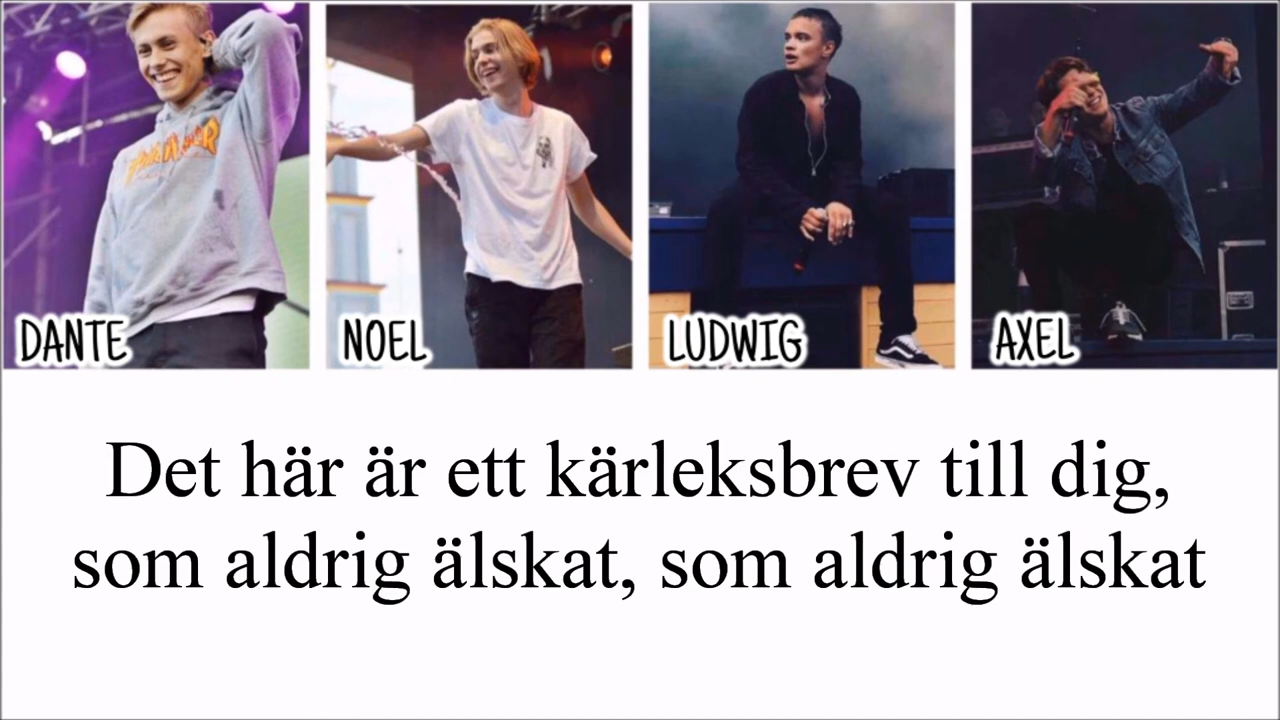 DANTE
NOEL
LUDWIG
AXEL
Det här är ett kärleksbrev till dig,
som aldrig älskat, som aldrig älskat